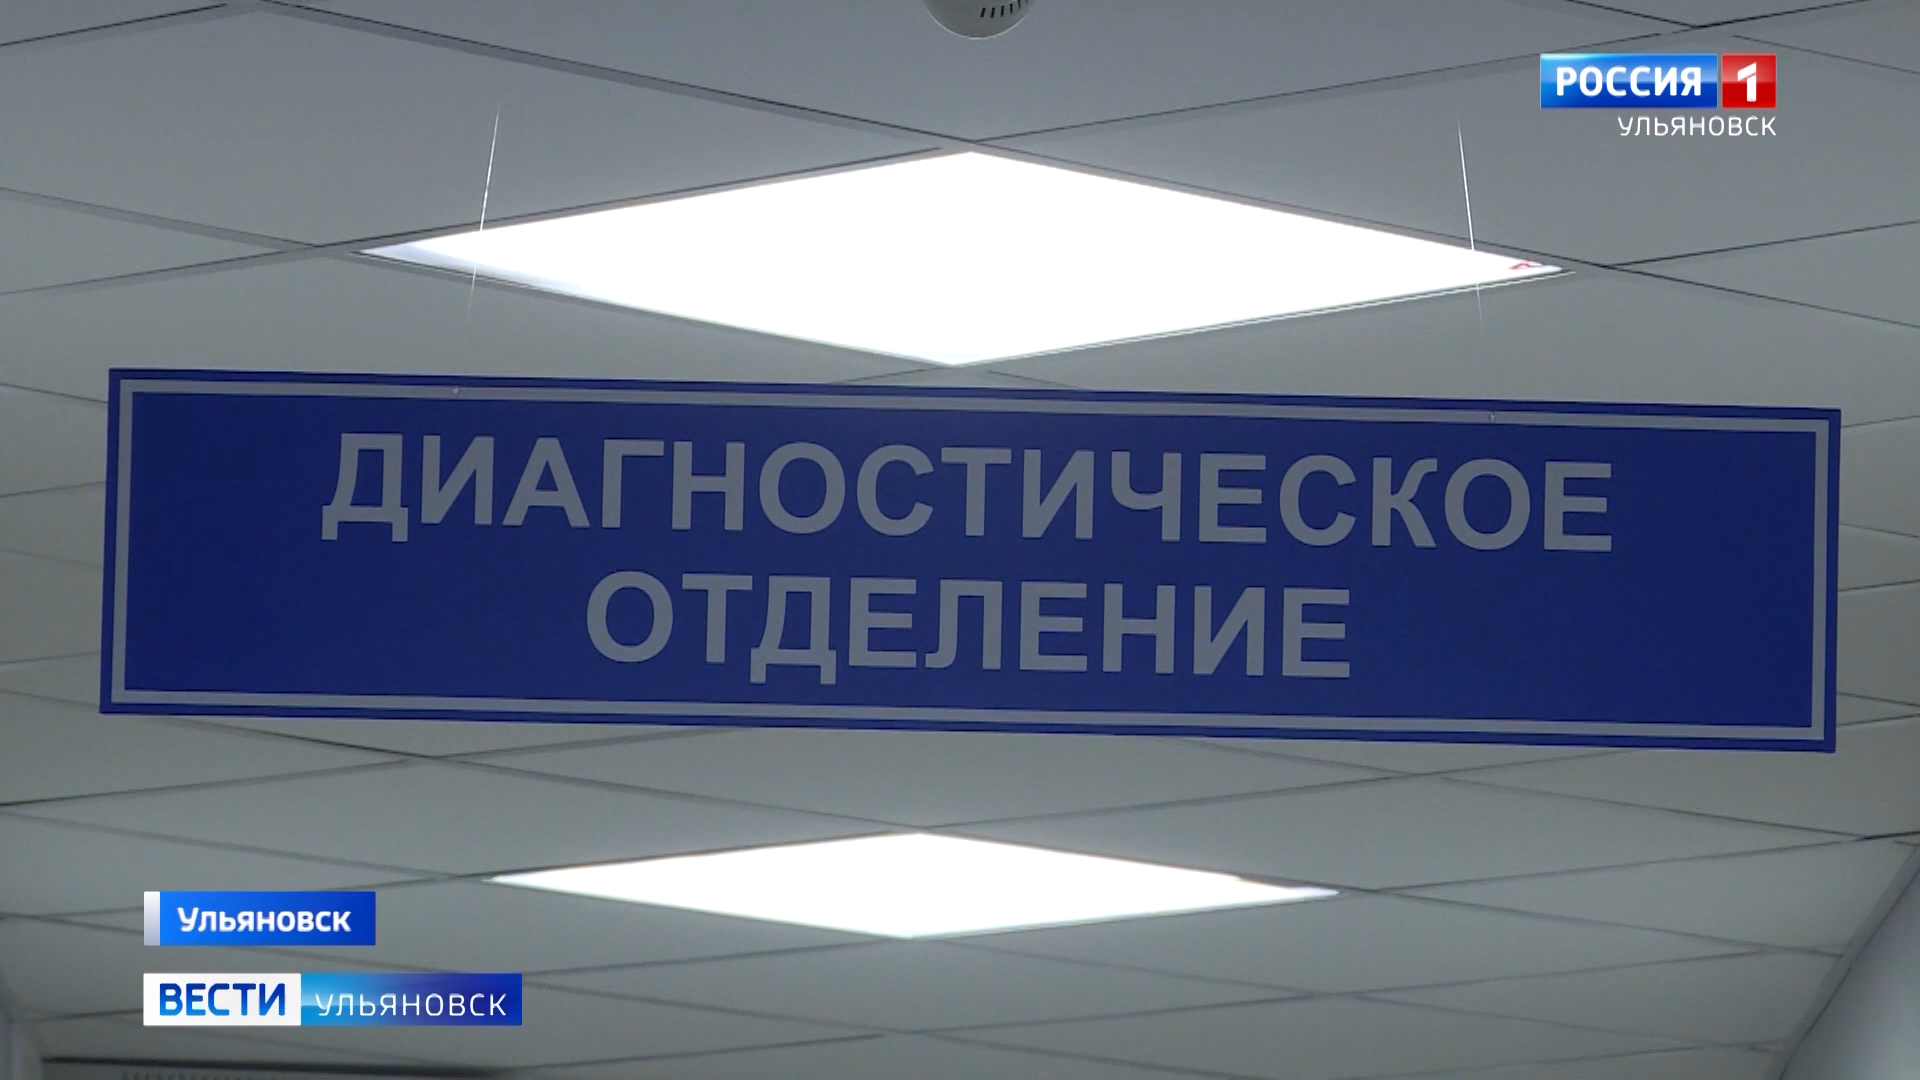 РОССИЯ 1
УЛЬЯНОВСК
ДИАГНОСТИЧЕСКОЕ
ОТДЕЛЕНИЕ
Ульяновск
ВЕСТИ УЛЬЯНОВСК